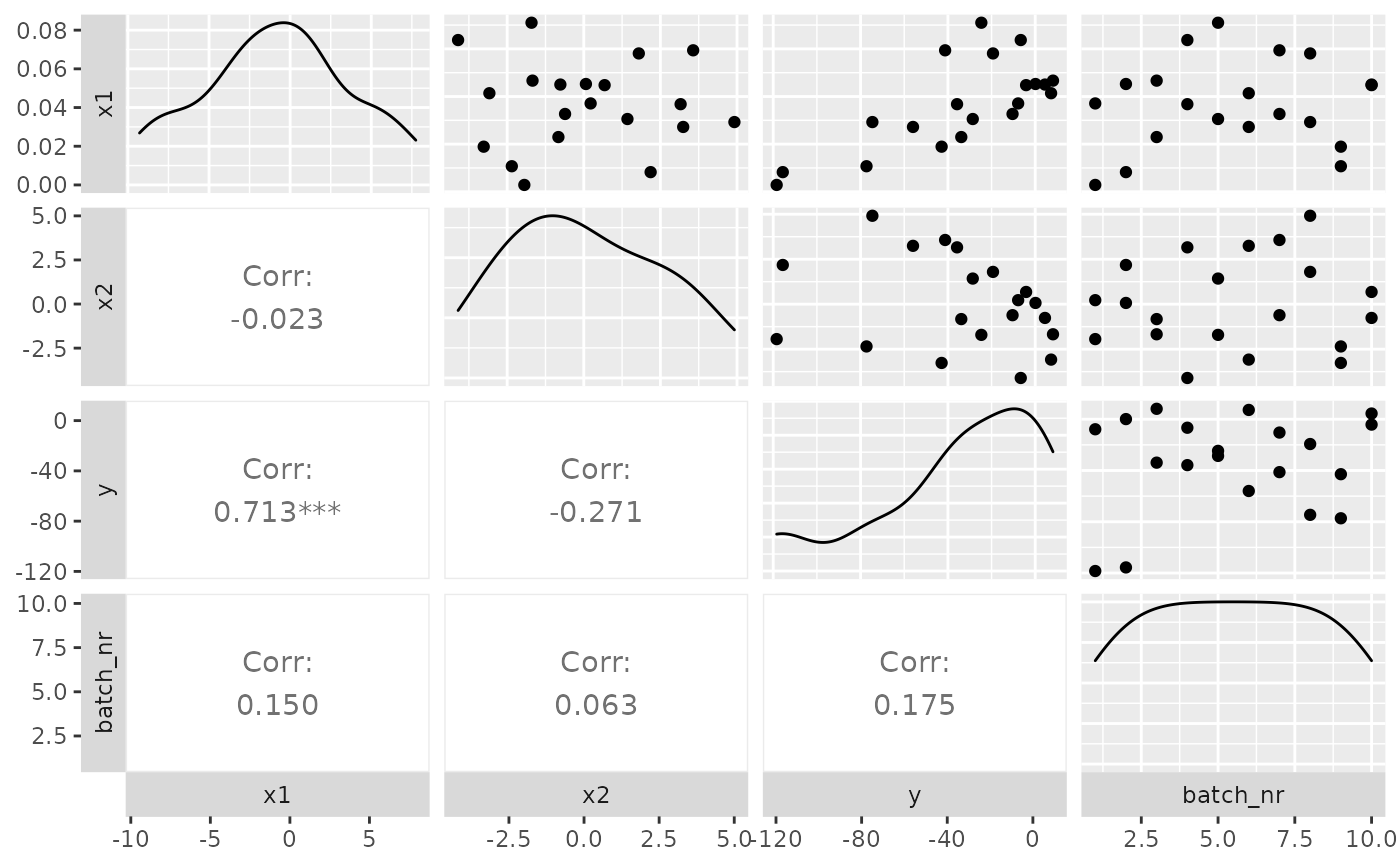 0.08
0.06
0.04
0.02
0.00
x1
5.0
2.5
0.0
-2.5
x2
Corr:
-0.023
0
-40
-80
-120
y
Corr:
0.713***
Corr:
-0.271
10.0
7.5
5.0
2.5
batch_nr
Corr:
0.150
Corr:
0.063
Corr:
0.175
x1 x2 y batch_nr
-10 -5 0 5 -2.5 0.0 2.5 5.0 -120 -80 -40 0 2.5 5.0 7.5 10.0